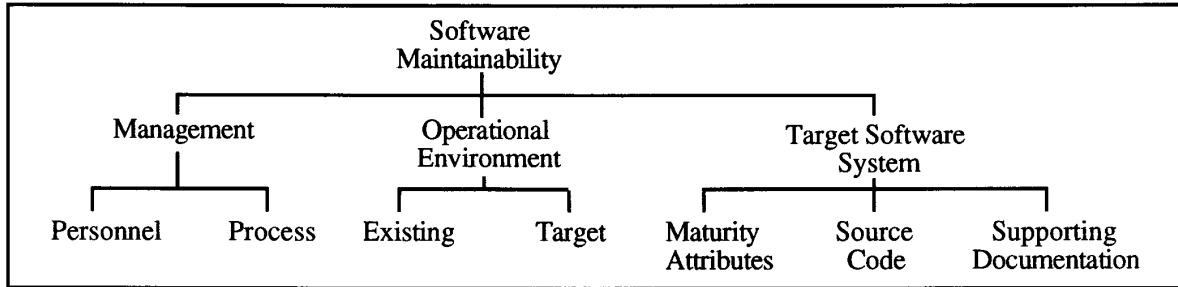 Software
Maintainability
Management
Operational
Environment
Target Software
System
Personnel
Process
Existing
Target
Maturity
Attributes
Source
Code
Supporting
Documentation